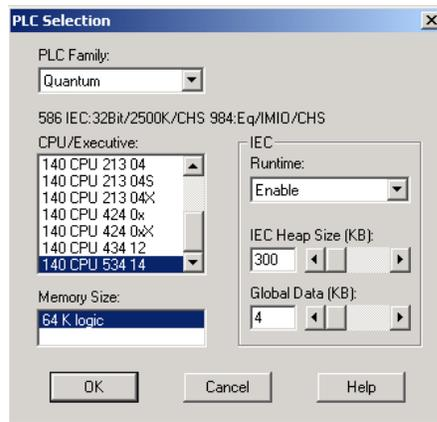 PLC Selection
PLC Family:
Quantum
586 IEC:32Bit/2500K/CHS 984:Eq/IMIO/CHS
CPU/Executive:
140 CPU 213 04
140 CPU 213 04S
140 CPU 213 04X
140 CPU 424 0x
140 CPU 424 0xX
140 CPU 434 12
140 CPU 534 14
Memory Size:
64 K logic
IEC
Runtime:
Enable
IEC Heap Size (KB):
300
Global Data (KB):
4
OK
Cancel
Help